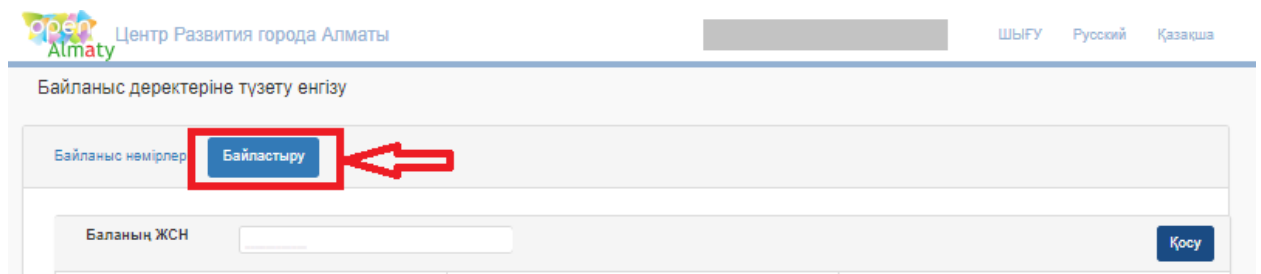 open Almaty
Центр Развития города Алматы
ШЫҒУ Русский Қазақша
Байланыс деректеріне түзету енгізу
Байланыс нөмірлер Байластыру
Баланың ЖСН
Қосу